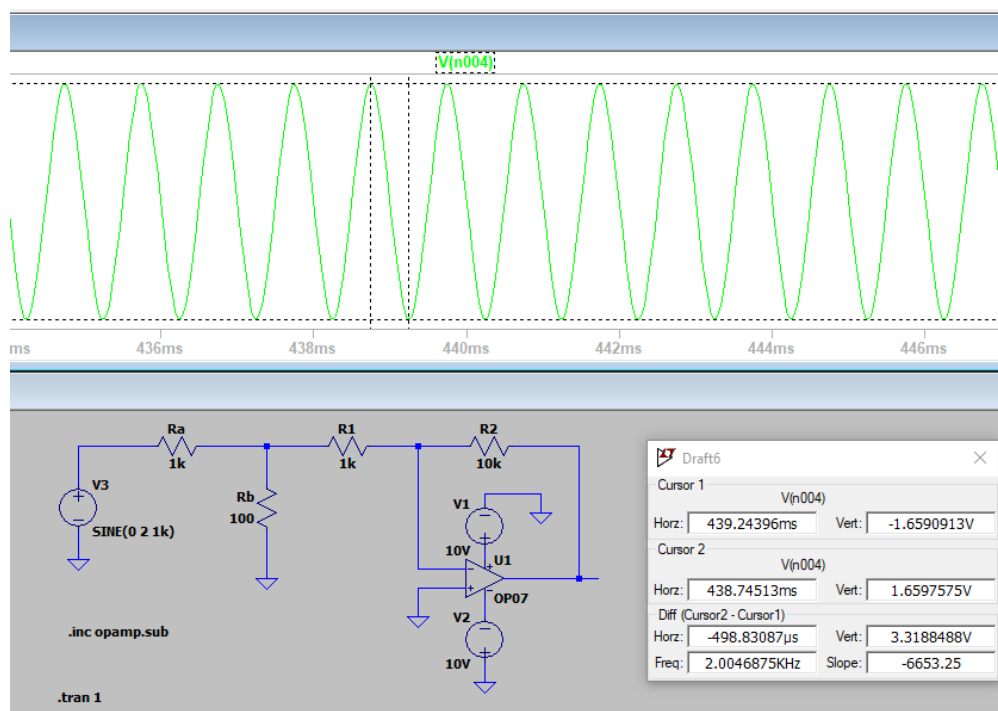 V(n004)
ms 436ms 438ms 440ms 442ms 444ms 446ms
Ra
1k
R1
1k
R2
10k
V3
SINE(0 2 1k)
Rb
100
V1
10V
U1
OP07
V2
10V
.inc opamp.sub
.tran 1
Draft6
Cursor 1
V(n004)
Horz: 439.24396ms Vert: -1.6590913V
Cursor 2
V(n004)
Horz: 438.74513ms Vert: 1.6597575V
Diff (Cursor2 - Cursor1)
Horz: -498.83087µs Vert: 3.3188488V
Freq: 2.0046875KHz Slope: -6653.25